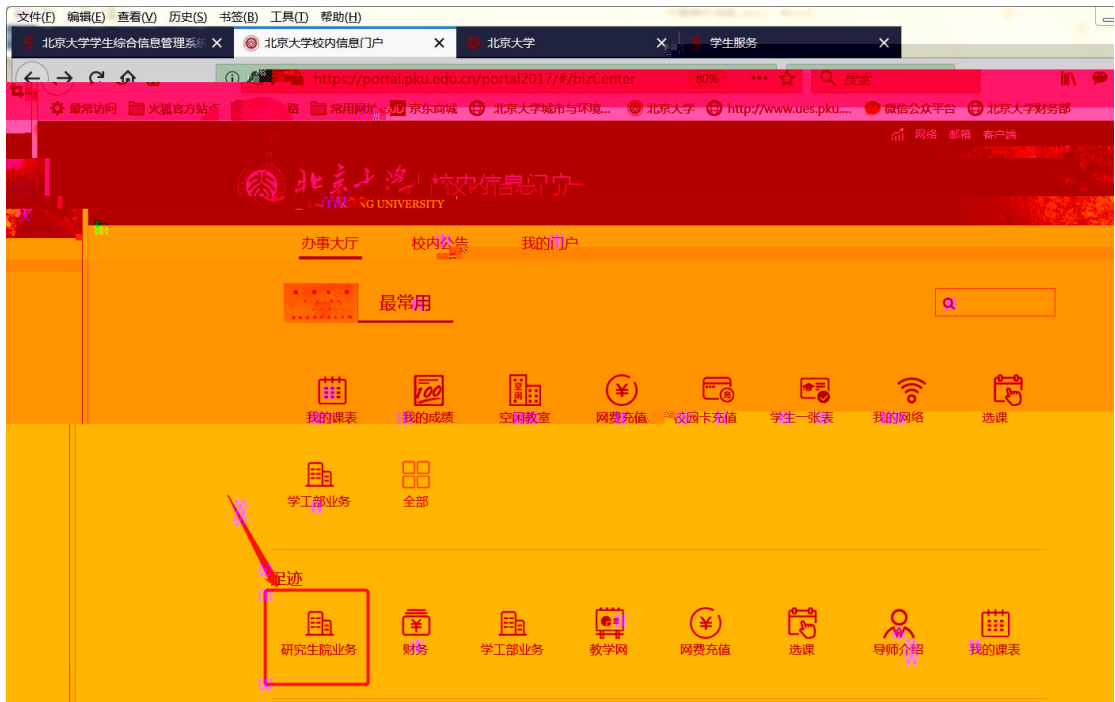 文件(F) 编辑(E) 查看(V) 历史(S) 书签(B) 工具(T) 帮助(H)
北京大学学生综合信息管理系统 北京大学校内信息门户 北京大学 学生服务
https://portal.pku.edu.cn/portal2017/#/bizCenter 80% 搜索
最常访问 火狐官方站点 常用网址 JD 京东商城 北京大学城市与环境... 北京大学 http://www.ues.pku.... 微信公众平台 北京大学财务部
网络 邮箱 客户端
北京大学 校内信息门户
UNIVERSITY
办事大厅 校内公告 我的门户
最常用
我的课表 我的成绩 空闲教室 网费充值 校园卡充值 学生一张表 我的网络 选课
学工部业务 全部
足迹
研究生院业务 财务 学工部业务 教学网 网费充值 选课 导师介绍 我的课表